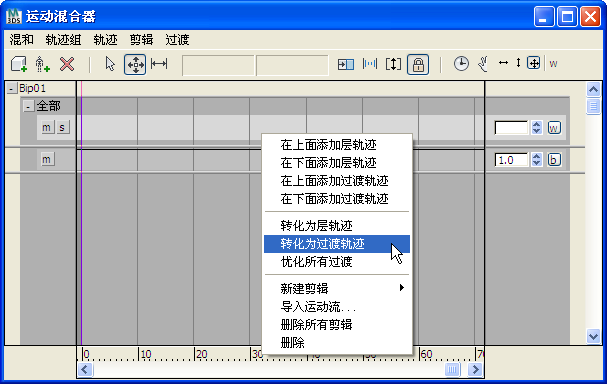 运动混合器
混和 轨迹组 轨迹 剪辑 过渡
w
Bip01
全部
m s
w
m
1.0 b
在上面添加层轨迹
在下面添加层轨迹
在上面添加过渡轨迹
在下面添加过渡轨迹
转化为层轨迹
转化为过渡轨迹
优化所有过渡
新建剪辑
导入运动流...
删除所有剪辑
删除
0 10 20 30 40 50 60 70